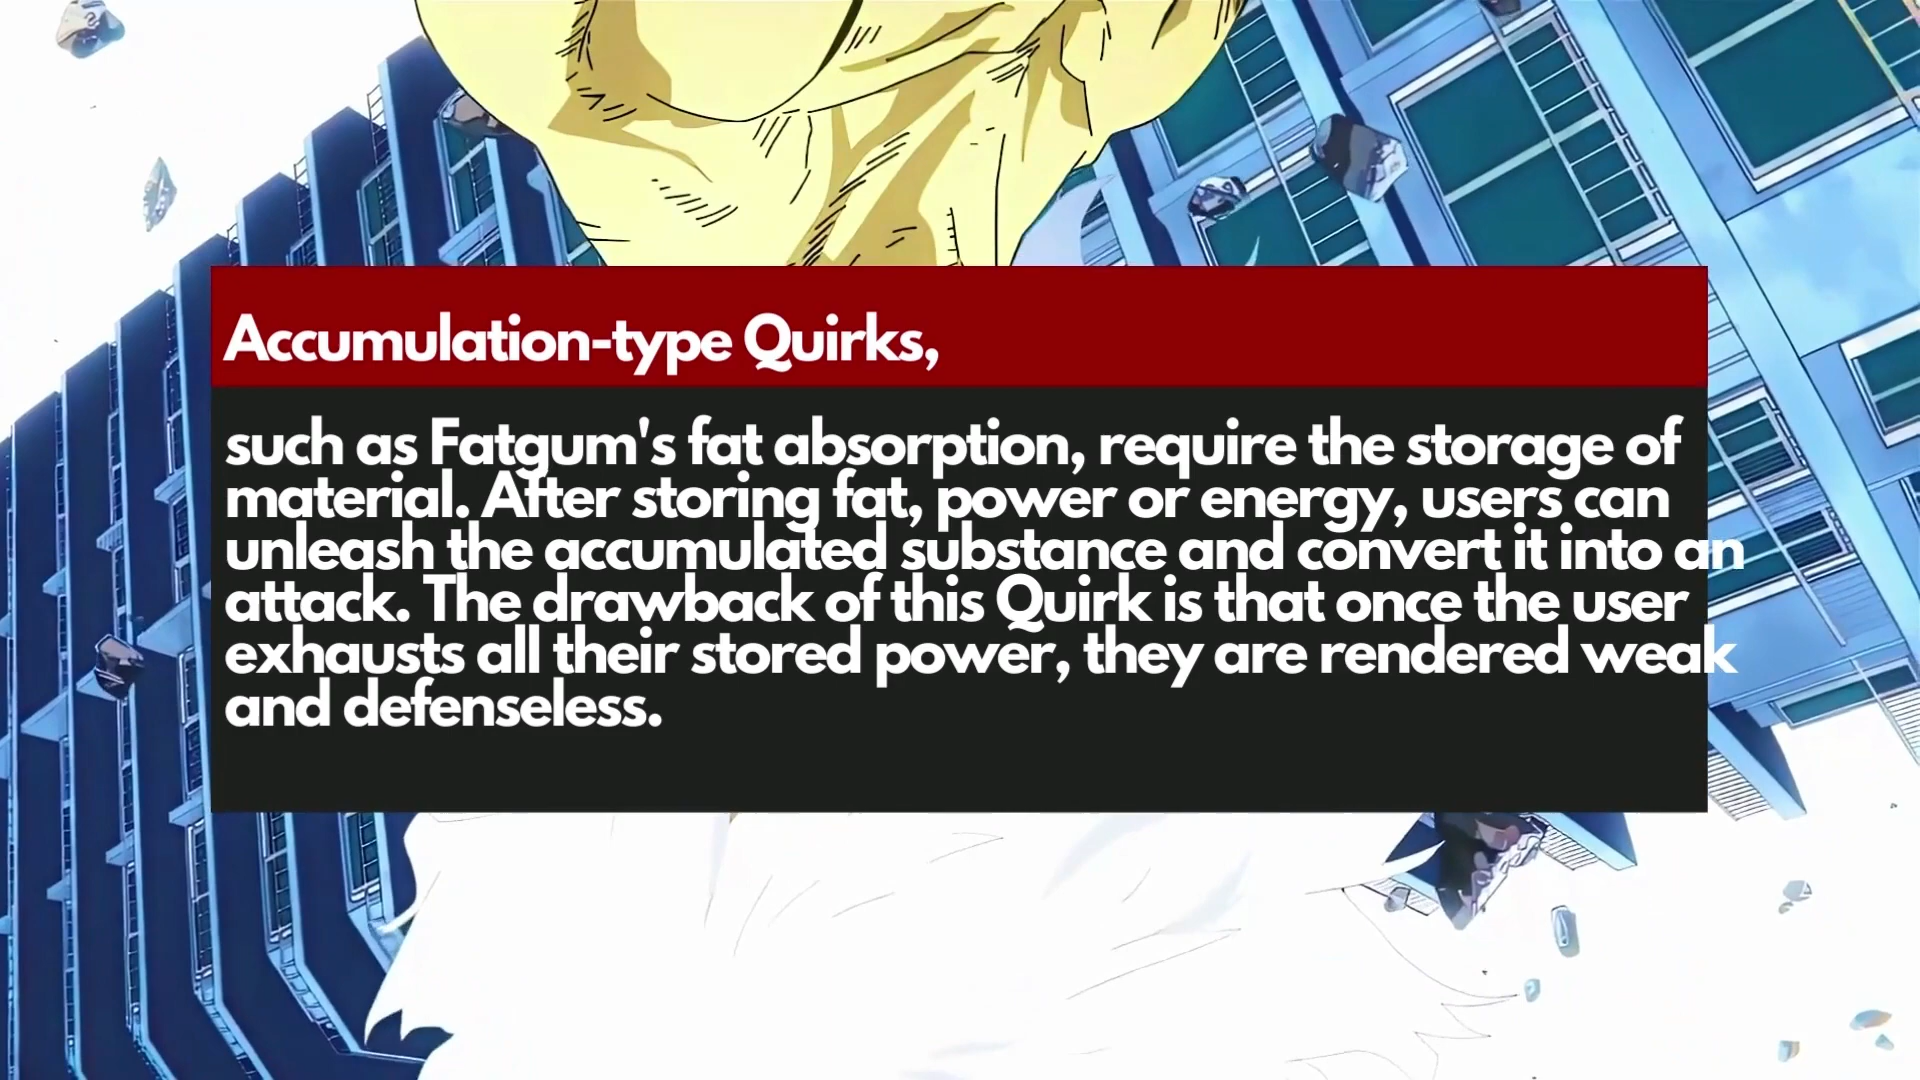 Accumulation-type Quirks,
such as Fatgum's fat absorption, require the storage of
material. After storing fat, power or energy, users can
unleash the accumulated substance and convert it into an
attack. The drawback of this Quirk is that once the user
exhausts all their stored power, they are rendered weak
and defenseless.